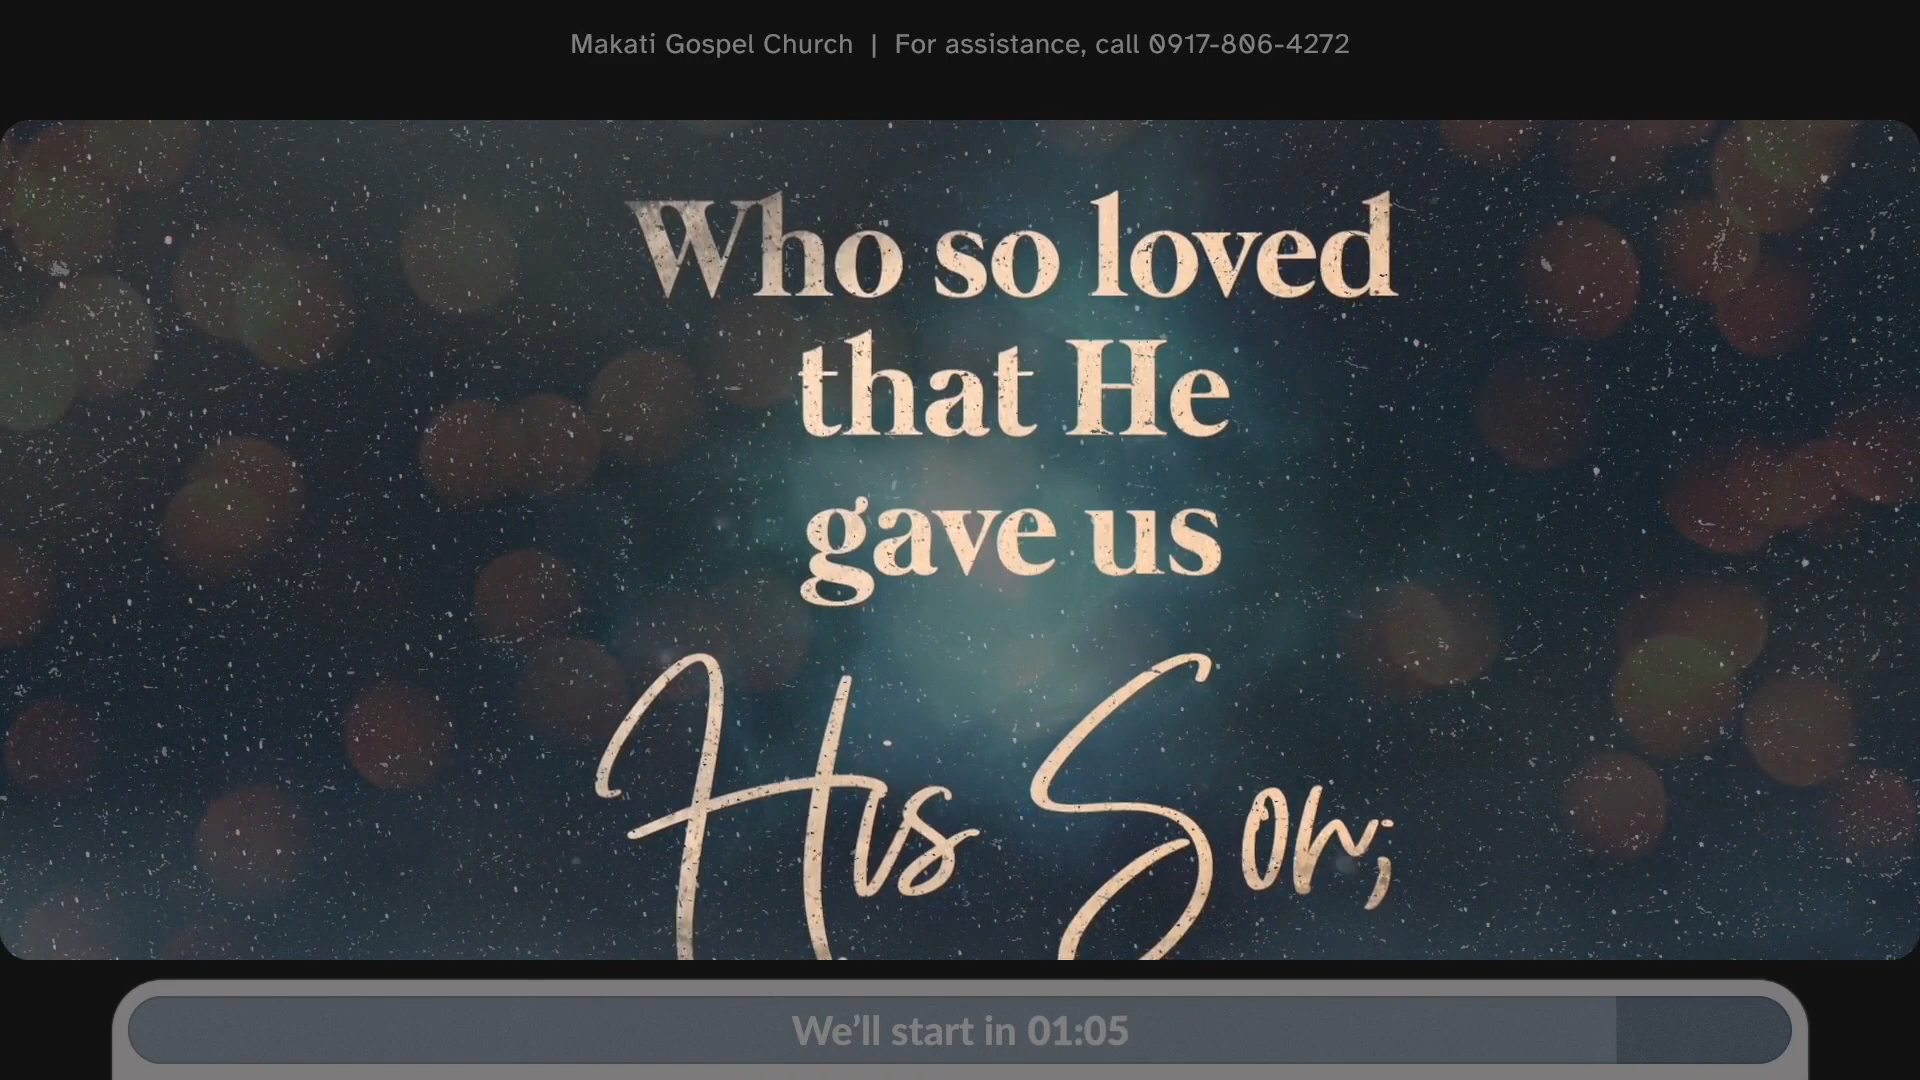 Makati Gospel Church | For assistance, call 0917-806-4272
Who so loved
that He
gave us
His Son;
We’ll start in 01:05